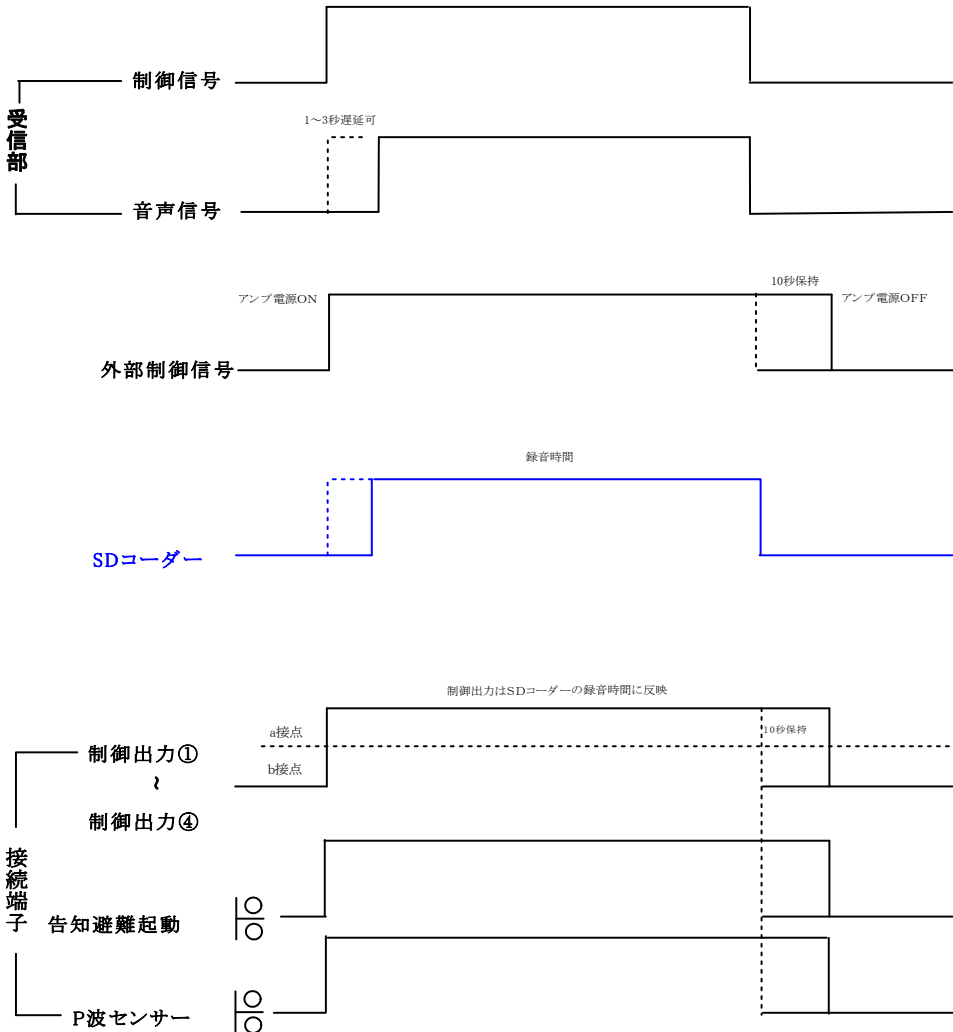 制御信号
受信部
1～3秒遅延可
音声信号
アンプ電源ON
10秒保持
アンプ電源OFF
外部制御信号
録音時間
SDコーダー
制御出力はSDコーダーの録音時間に反映
a接点
10秒保持
制御出力①
b接点
～
制御出力④
接続端子
告知避難起動
P波センサー